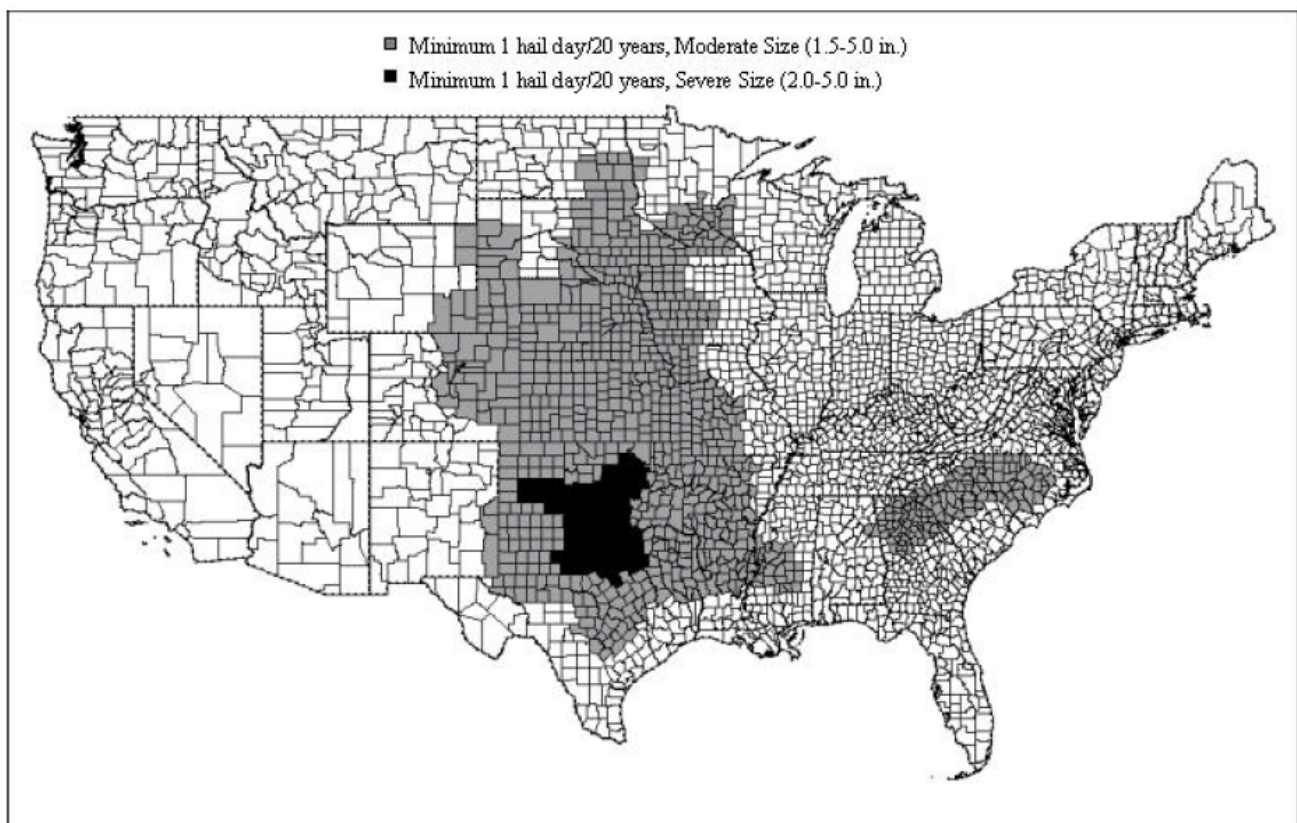 Minimum 1 hail day/20 years, Moderate Size (1.5-5.0 in.)
Minimum 1 hail day/20 years, Severe Size (2.0-5.0 in.)